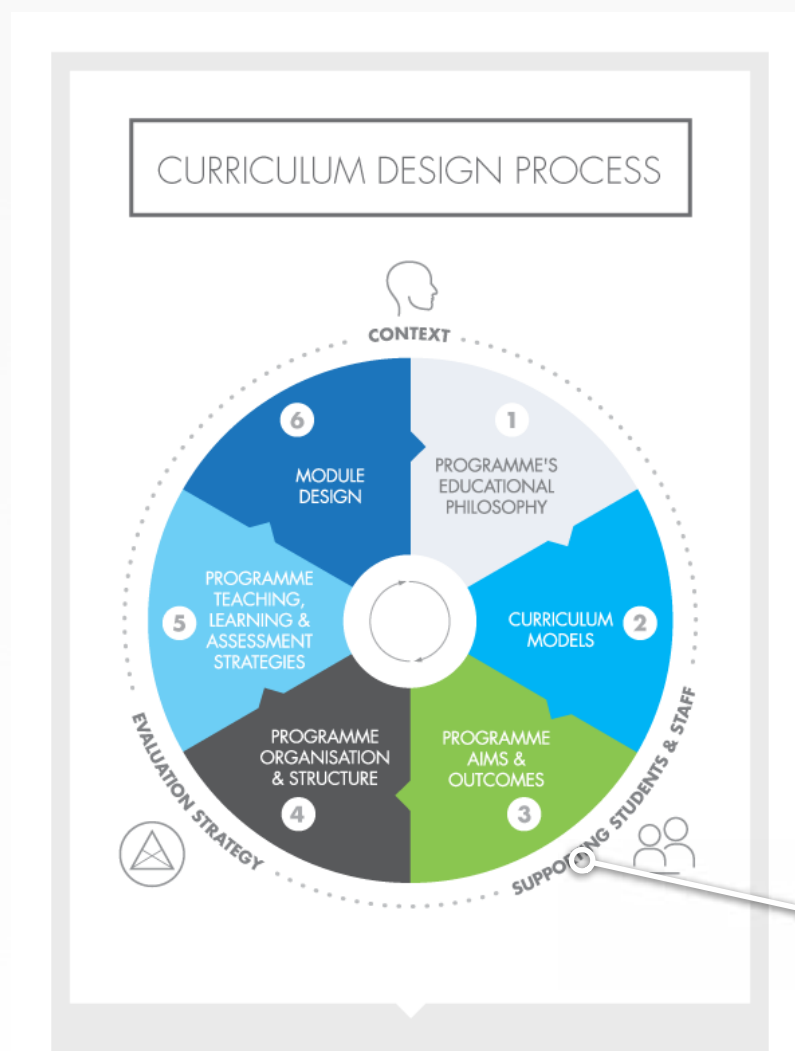 CURRICULUM DESIGN PROCESS
CONTEXT
1
PROGRAMME'S
EDUCATIONAL
PHILOSOPHY
2
CURRICULUM
MODELS
3
PROGRAMME
AIMS &
OUTCOMES
4
PROGRAMME
ORGANISATION
& STRUCTURE
5
PROGRAMME
TEACHING,
LEARNING &
ASSESSMENT
STRATEGIES
6
MODULE
DESIGN
EVALUATION STRATEGY
SUPPORTING STUDENTS & STAFF